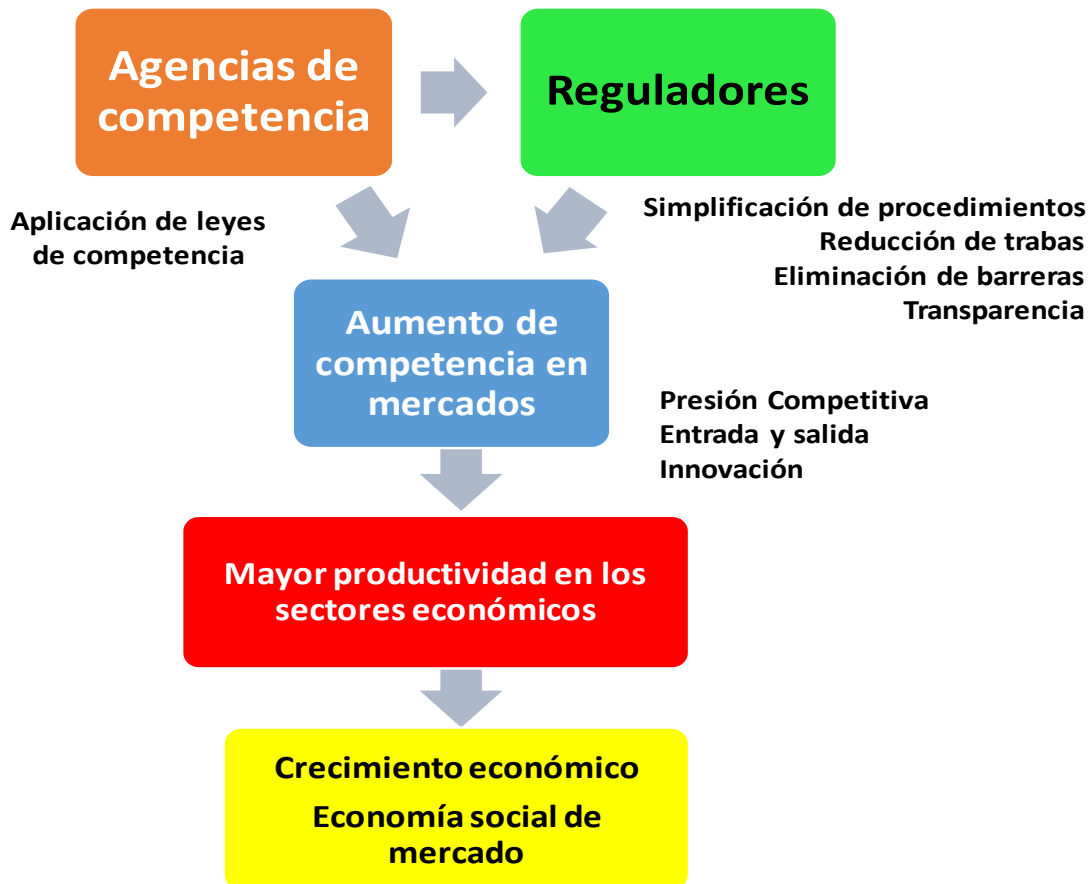 Agencias de
competencia
Reguladores
Aplicación de leyes
de competencia
Simplificación de procedimientos
Reducción de trabas
Eliminación de barreras
Transparencia
Aumento de
competencia en
mercados
Presión Competitiva
Entrada y salida
Innovación
Mayor productividad en los
sectores económicos
Crecimiento económico
Economía social de
mercado